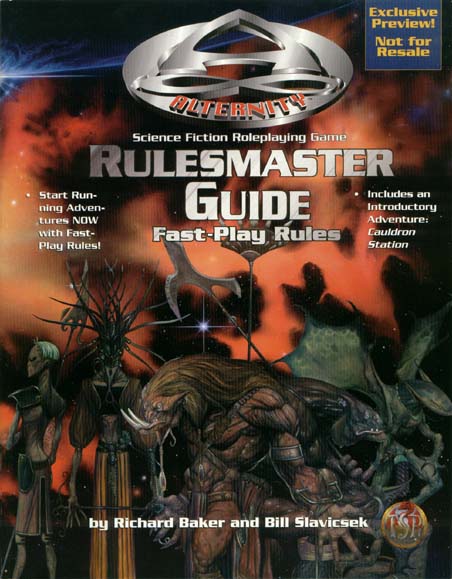 Exclusive
Preview!
Not for
Resale
ALTERNITY™
Science Fiction Roleplaying Game
RULESMASTER
GUIDE
Fast-Play Rules
• Start Run-
ning Adven-
tures NOW
with Fast-
Play Rules!
• Includes an
Introductory
Adventure:
Cauldron
Station
by Richard Baker and Bill Slavicsek
TSR